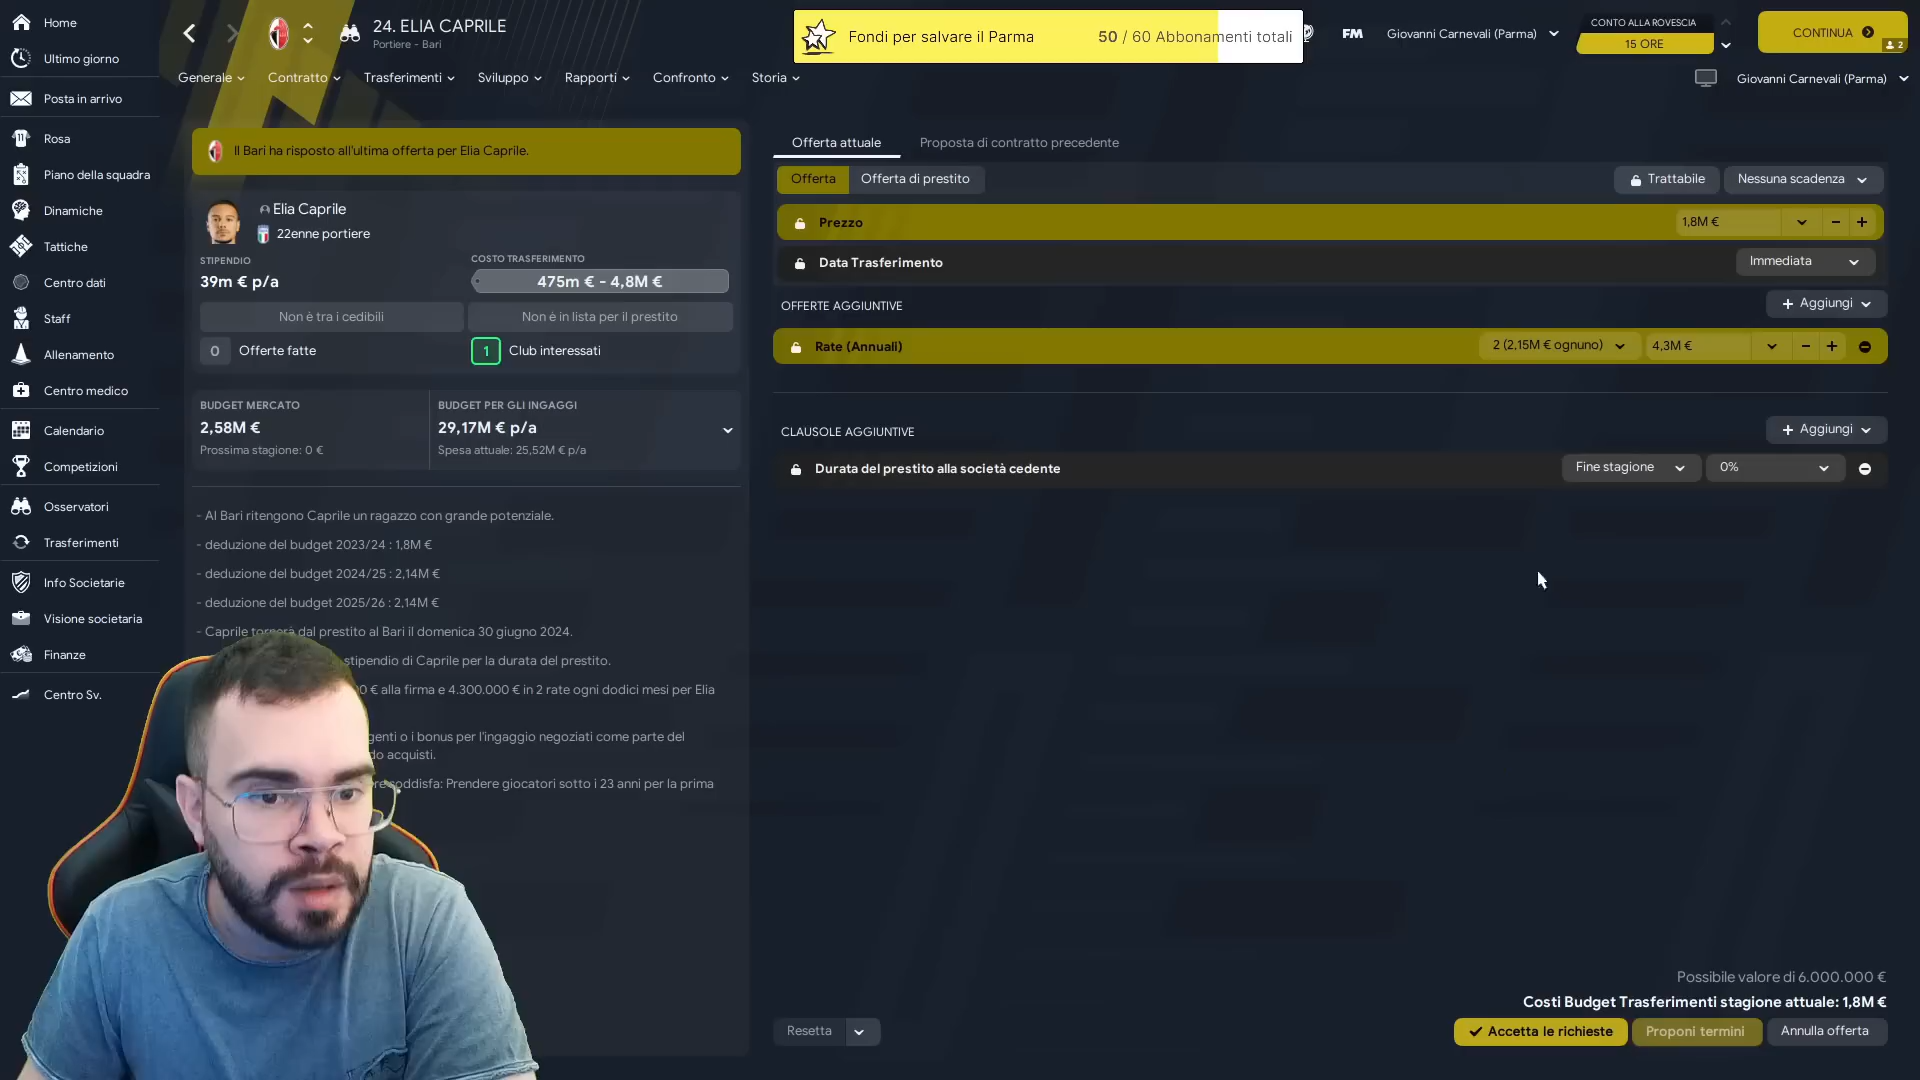 Home
Ultimo giorno
Posta in arrivo
Rosa
Piano della squadra
Dinamiche
Tattiche
Centro dati
Staff
Allenamento
Centro medico
Calendario
Competizioni
Osservatori
Trasferimenti
Info Societarie
Visione societaria
Finanze
Centro Sv.
24. ELIA CAPRILE
Portiere - Bari
Fondi per salvare il Parma 50 / 60 Abbonamenti totali
FM
Giovanni Carnevali (Parma)
CONTO ALLA ROVESCIA
15 ORE
CONTINUA
2
Generale Contratto Trasferimenti Sviluppo Rapporti Confronto Storia
Giovanni Carnevali (Parma)
Il Bari ha risposto all'ultima offerta per Elia Caprile.
Elia Caprile
22enne portiere
STIPENDIO
39m € p/a
COSTO TRASFERIMENTO
475m € - 4,8M €
Non è tra i cedibili
Non è in lista per il prestito
0 Offerte fatte
1 Club interessati
BUDGET MERCATO
2,58M €
Prossima stagione: 0 €
BUDGET PER GLI INGAGGI
29,17M € p/a
Spesa attuale: 25,52M € p/a
- Al Bari ritengono Caprile un ragazzo con grande potenziale.
- deduzione del budget 2023/24 : 1,8M €
- deduzione del budget 2024/25 : 2,14M €
- deduzione del budget 2025/26 : 2,14M €
- Caprile tornerà dal prestito al Bari il domenica 30 giugno 2024.
stipendio di Caprile per la durata del prestito.
0 € alla firma e 4.300.000 € in 2 rate ogni dodici mesi per Elia
genti o i bonus per l'ingaggio negoziati come parte del
do acquisti.
re soddisfa: Prendere giocatori sotto i 23 anni per la prima
Offerta attuale Proposta di contratto precedente
Offerta Offerta di prestito
Trattabile
Nessuna scadenza
Prezzo 1,8M €
Data Trasferimento Immediata
OFFERTE AGGIUNTIVE
Aggiungi
Rate (Annuali) 2 (2,15M € ognuno) 4,3M €
CLAUSOLE AGGIUNTIVE
Aggiungi
Durata del prestito alla società cedente Fine stagione 0%
Possibile valore di 6.000.000 €
Costi Budget Trasferimenti stagione attuale: 1,8M €
Resetta
Accetta le richieste
Proponi termini
Annulla offerta